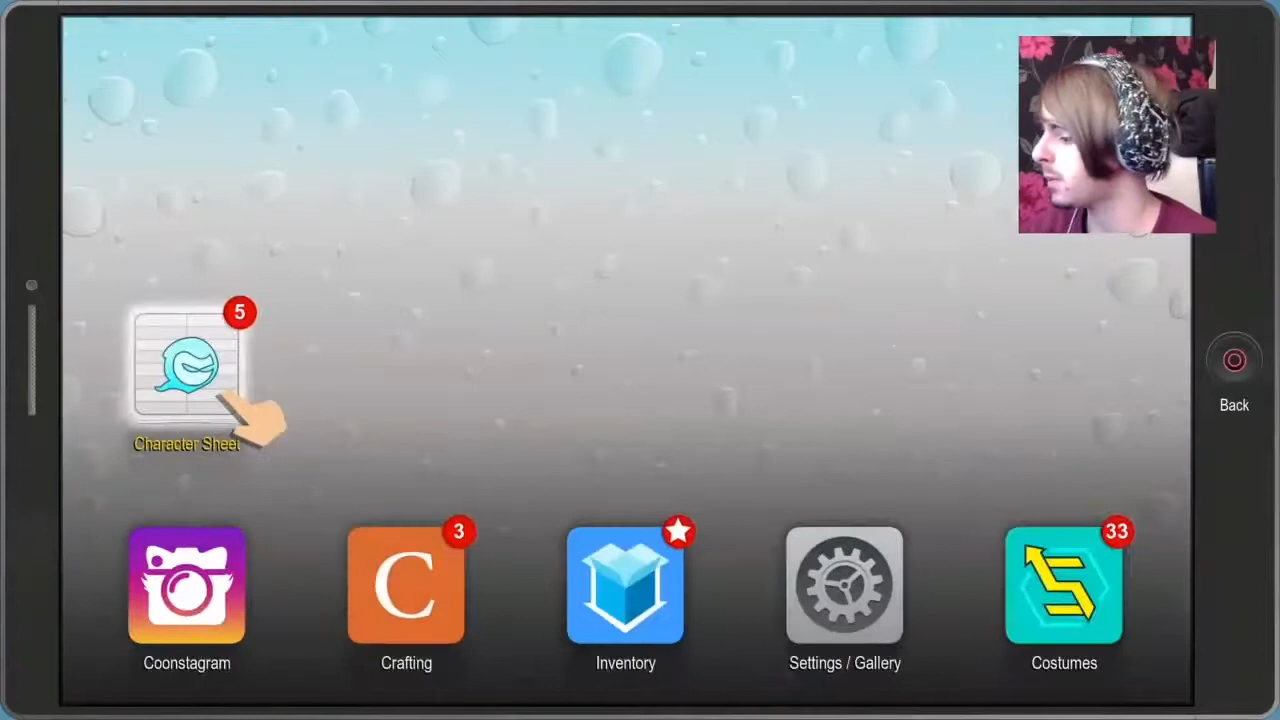 5
Character Sheet
Back
3
33
C
Coonstagram
Crafting
Inventory
Settings / Gallery
Costumes